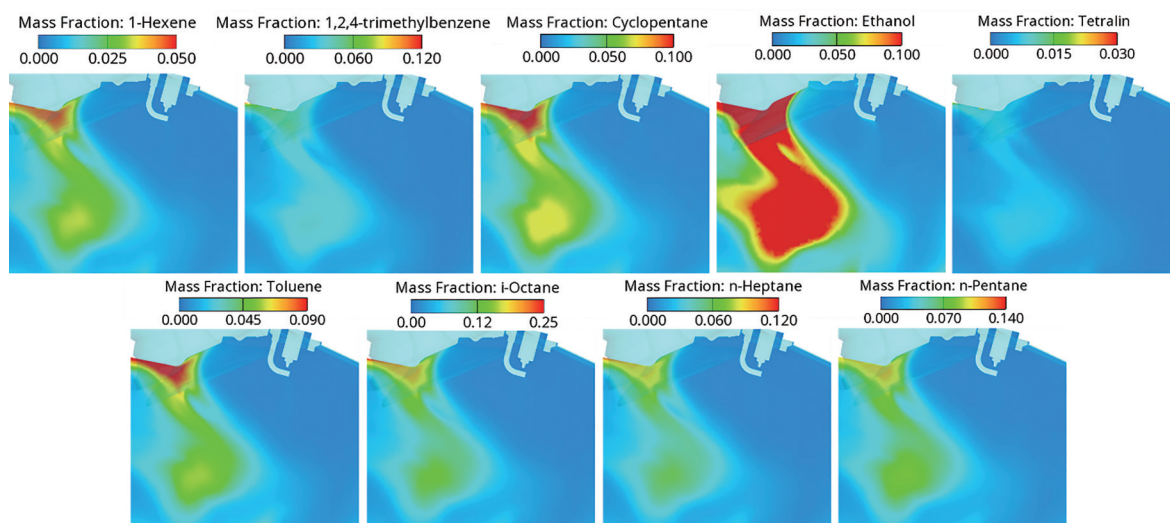 Mass Fraction: 1-Hexene
0.000 0.025 0.050
Mass Fraction: 1,2,4-trimethylbenzene
0.000 0.060 0.120
Mass Fraction: Cyclopentane
0.000 0.050 0.100
Mass Fraction: Ethanol
0.000 0.050 0.100
Mass Fraction: Tetralin
0.000 0.015 0.030
Mass Fraction: Toluene
0.000 0.045 0.090
Mass Fraction: i-Octane
0.00 0.12 0.25
Mass Fraction: n-Heptane
0.000 0.060 0.120
Mass Fraction: n-Pentane
0.000 0.070 0.140